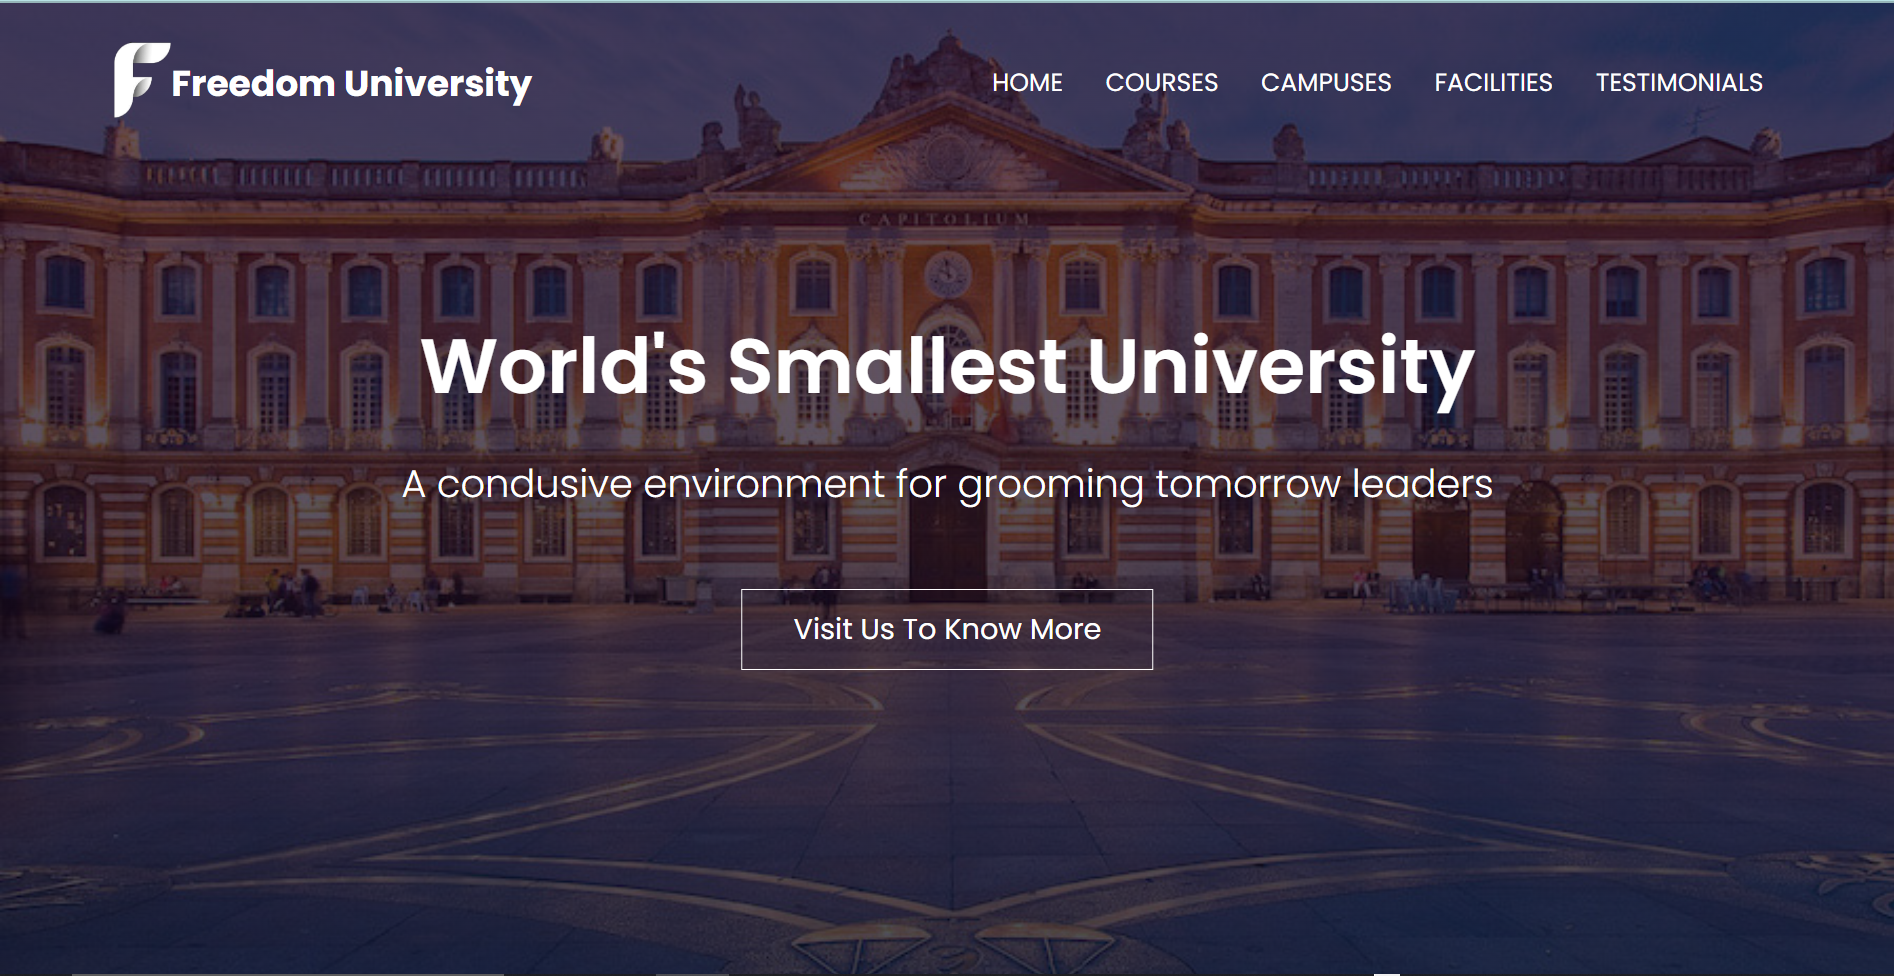 Freedom University
HOME COURSES CAMPUSES FACILITIES TESTIMONIALS
CAPITOLIUM
World's Smallest University
A condusive environment for grooming tomorrow leaders
Visit Us To Know More